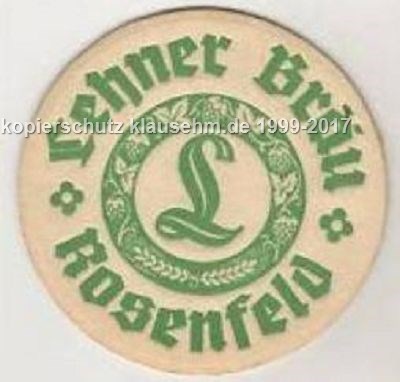 Lehner Bräu
kopierschutz klausehm.de 1999-2017
L
Rosenfeld